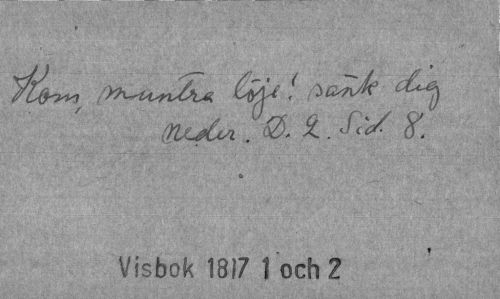 Kom, muntra löje! sänk dig
neder. D. 2. Sid. 8.
Visbok 1817 1 och 2